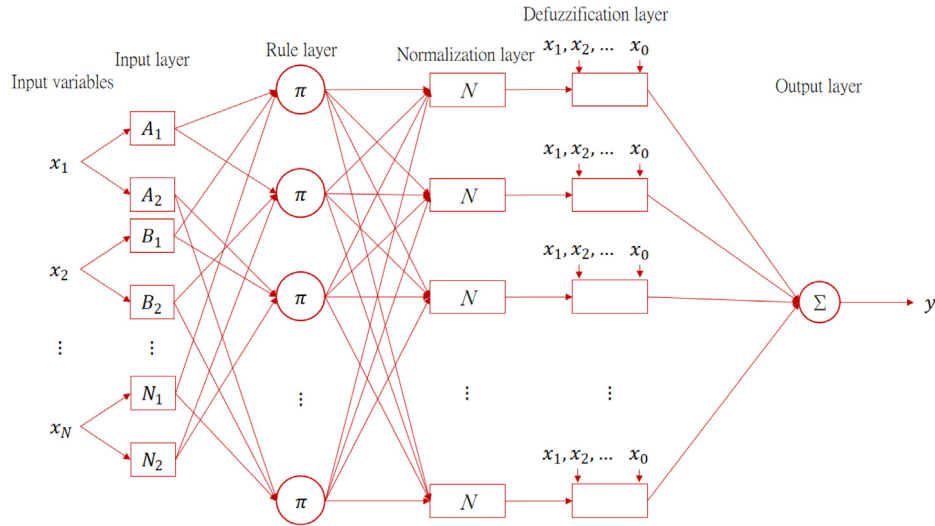 Defuzzification layer
Rule layer
Normalization layer
Input layer
Input variables
Output layer
x₁, x₂, ... x₀
π
N
A₁
x₁
x₁, x₂, ... x₀
π
N
A₂
B₁
x₂
x₁, x₂, ... x₀
π
N
B₂
Σ
y
⋮
⋮
⋮
⋮
⋮
N₁
x_N
N₂
x₁, x₂, ... x₀
π
N